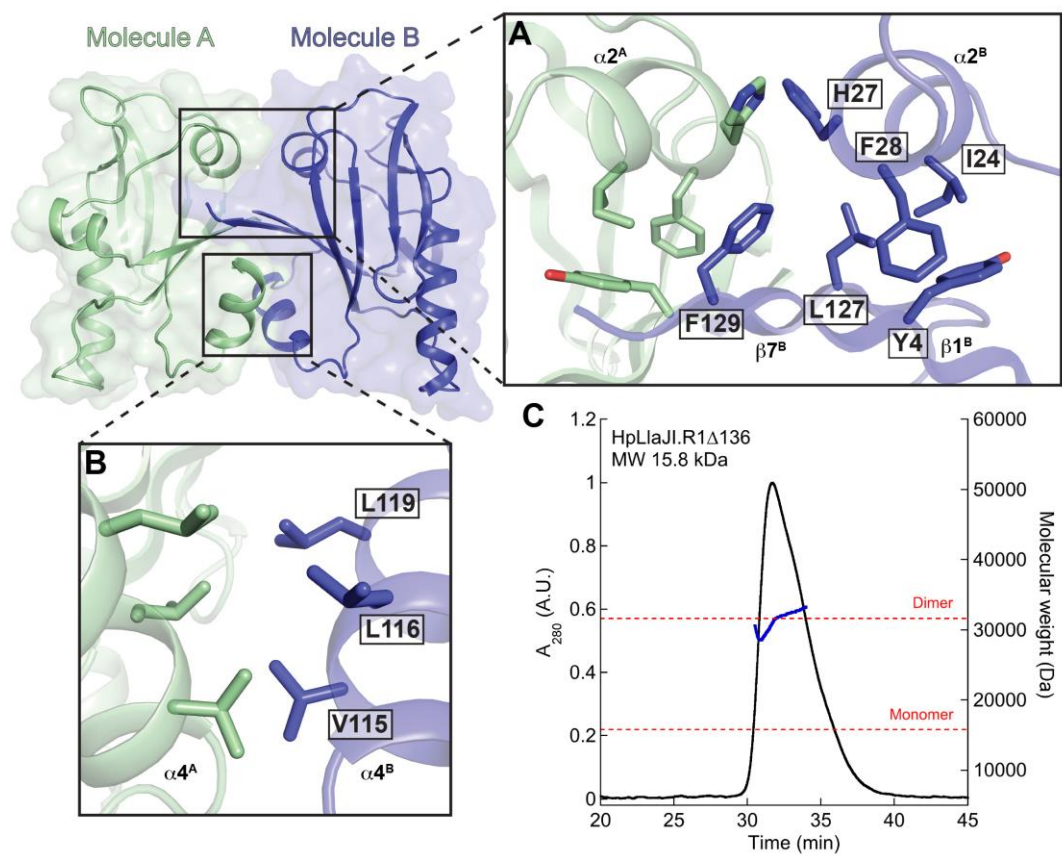 Molecule A
Molecule B
A
α2ᴬ
α2ᴮ
H27
F28
I24
F129
L127
Y4
β7ᴮ
β1ᴮ
B
L119
L116
V115
α4ᴬ
α4ᴮ
C
HpLlaJI.R1Δ136
MW 15.8 kDa
1.2
1
0.8
0.6
0.4
0.2
0
A₂₈₀ (A.U.)
60000
50000
40000
30000
20000
10000
Molecular weight (Da)
Dimer
Monomer
20 25 30 35 40 45
Time (min)